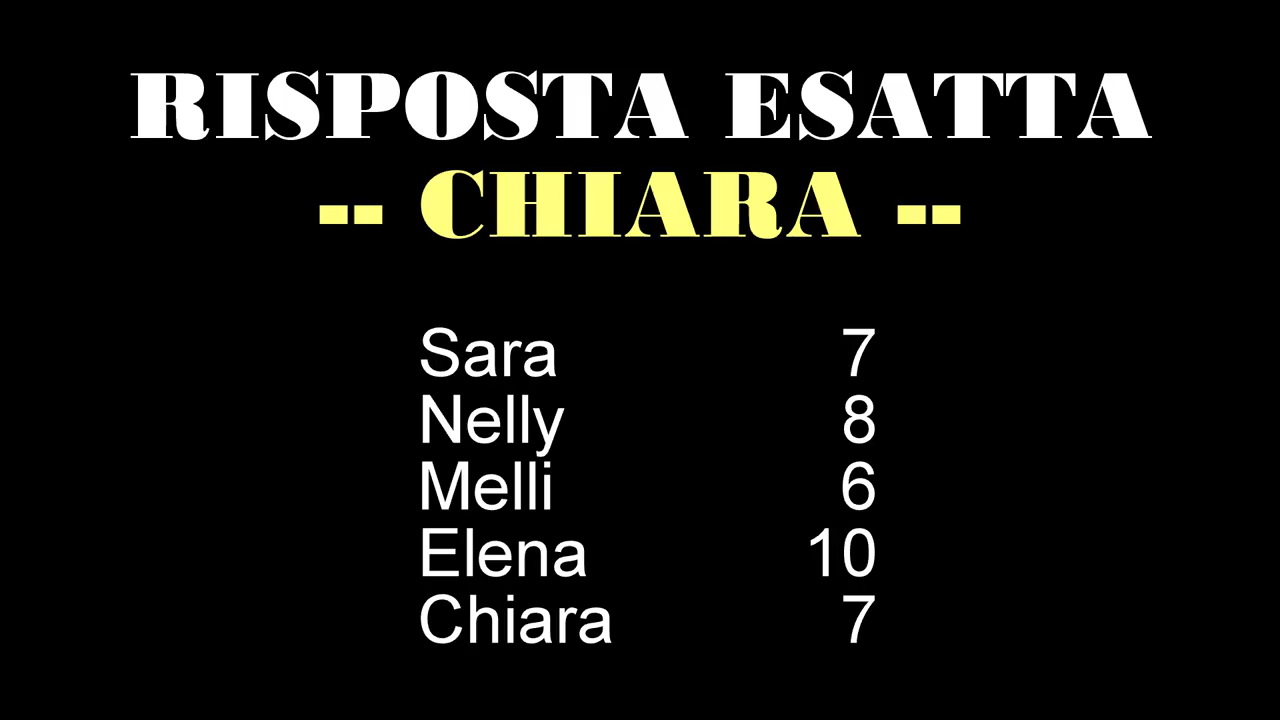 RISPOSTA ESATTA
-- CHIARA --
Sara 7
Nelly 8
Melli 6
Elena 10
Chiara 7